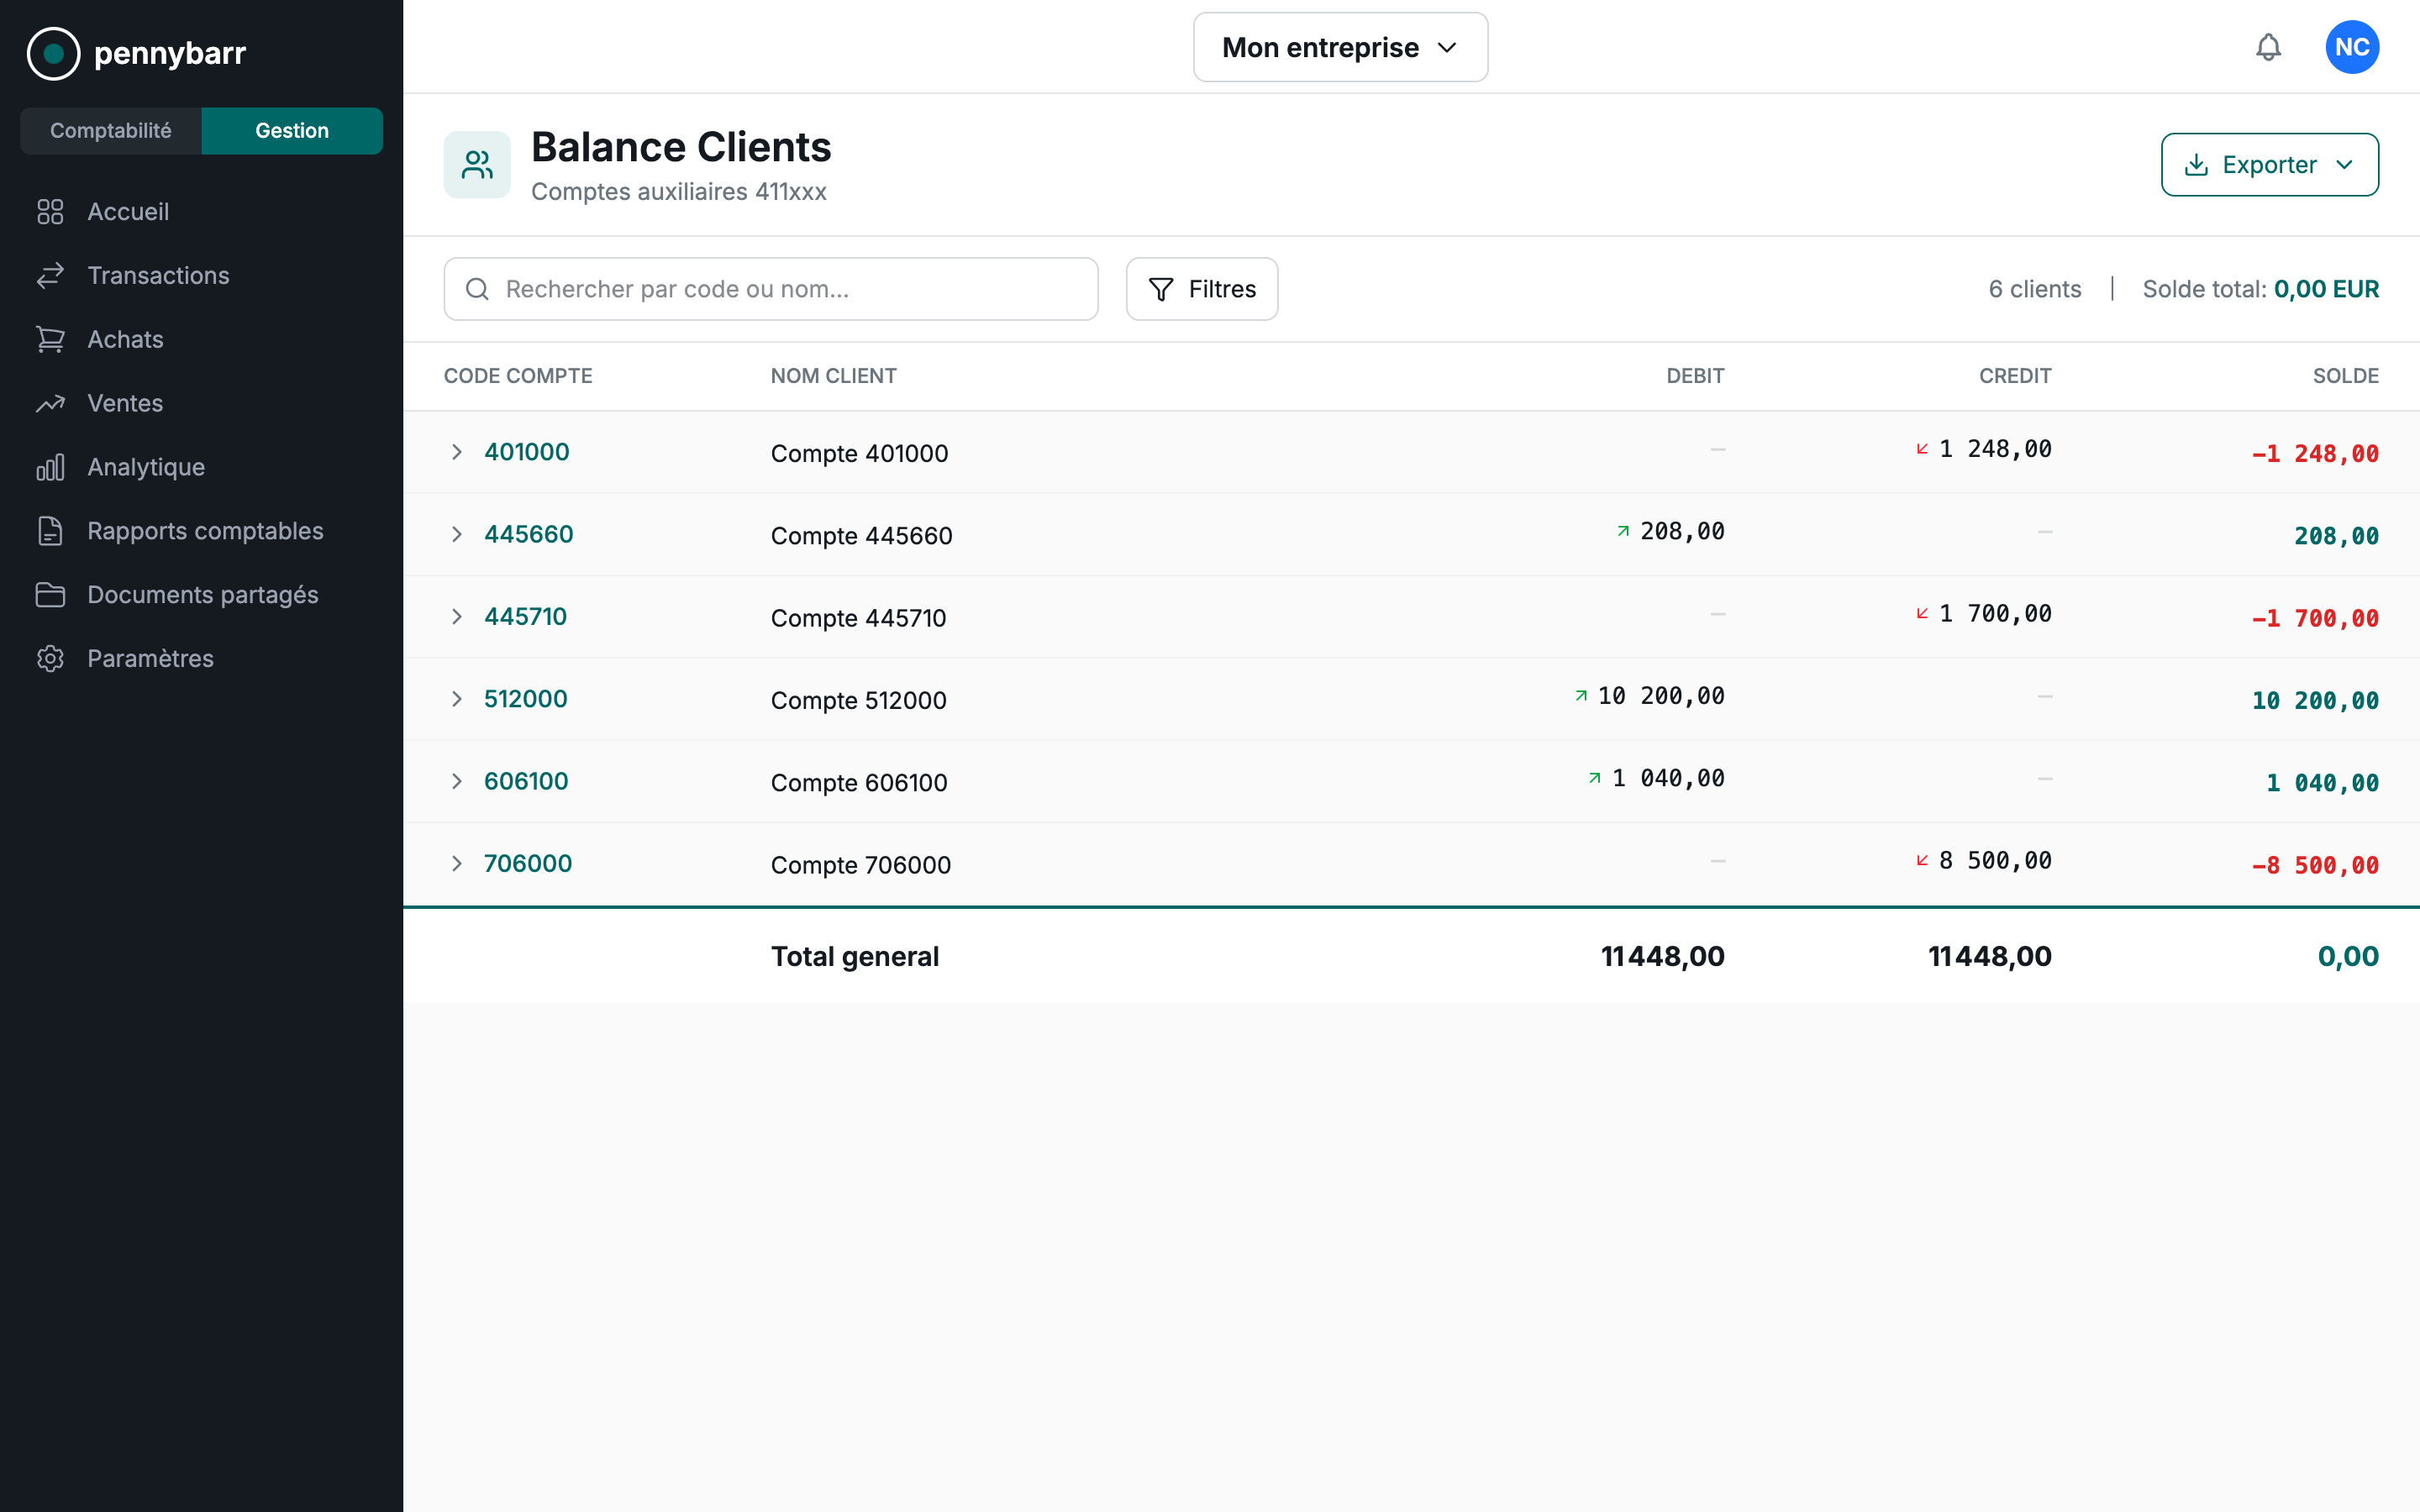 pennybarr
Comptabilité Gestion
Accueil
Transactions
Achats
Ventes
Analytique
Rapports comptables
Documents partagés
Paramètres
Mon entreprise
NC
Balance Clients
Comptes auxiliaires 411xxx
Exporter
Rechercher par code ou nom...
Filtres
6 clients | Solde total: 0,00 EUR
CODE COMPTE NOM CLIENT DEBIT CREDIT SOLDE
401000 Compte 401000 — 1 248,00 −1 248,00
445660 Compte 445660 208,00 — 208,00
445710 Compte 445710 — 1 700,00 −1 700,00
512000 Compte 512000 10 200,00 — 10 200,00
606100 Compte 606100 1 040,00 — 1 040,00
706000 Compte 706000 — 8 500,00 −8 500,00
Total general 11 448,00 11 448,00 0,00